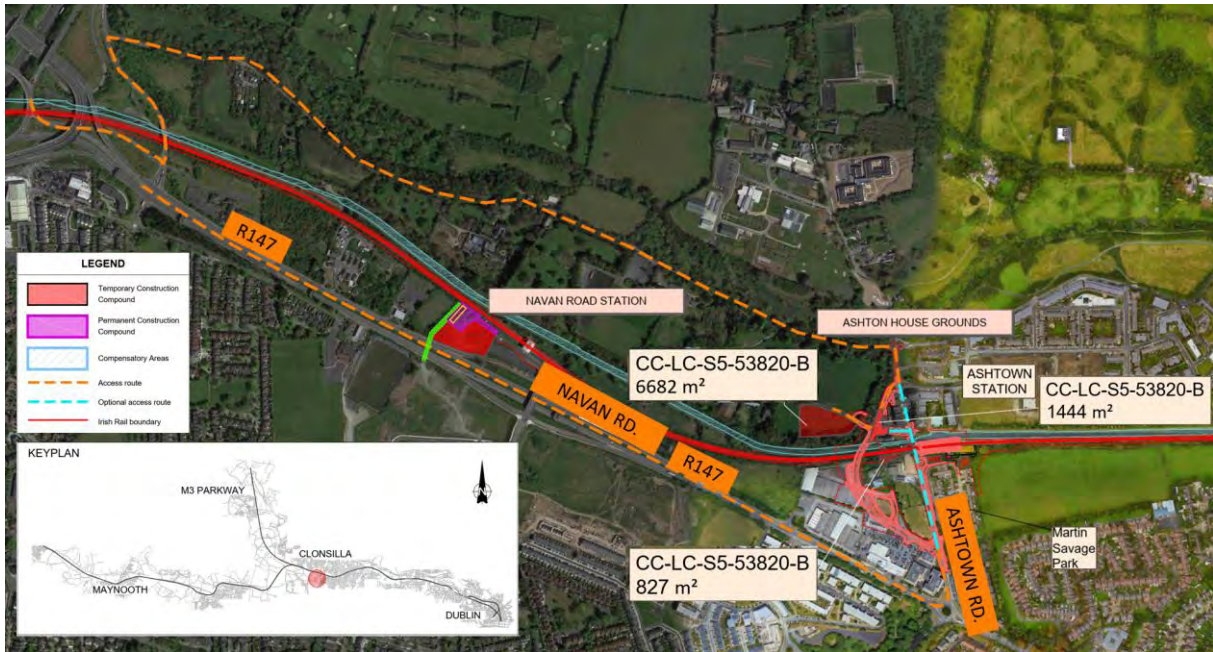 R147
LEGEND
Temporary Construction
Compound
Permanent Construction
Compound
Compensatory Areas
Access route
Optional access route
Irish Rail boundary
NAVAN ROAD STATION
ASHTON HOUSE GROUNDS
CC-LC-S5-53820-B
6682 m²
ASHTOWN
STATION
CC-LC-S5-53820-B
1444 m²
NAVAN RD.
R147
KEYPLAN
M3 PARKWAY
N
CLONSILLA
MAYNOOTH
DUBLIN
CC-LC-S5-53820-B
827 m²
ASHTOWN RD.
Martin
Savage
Park